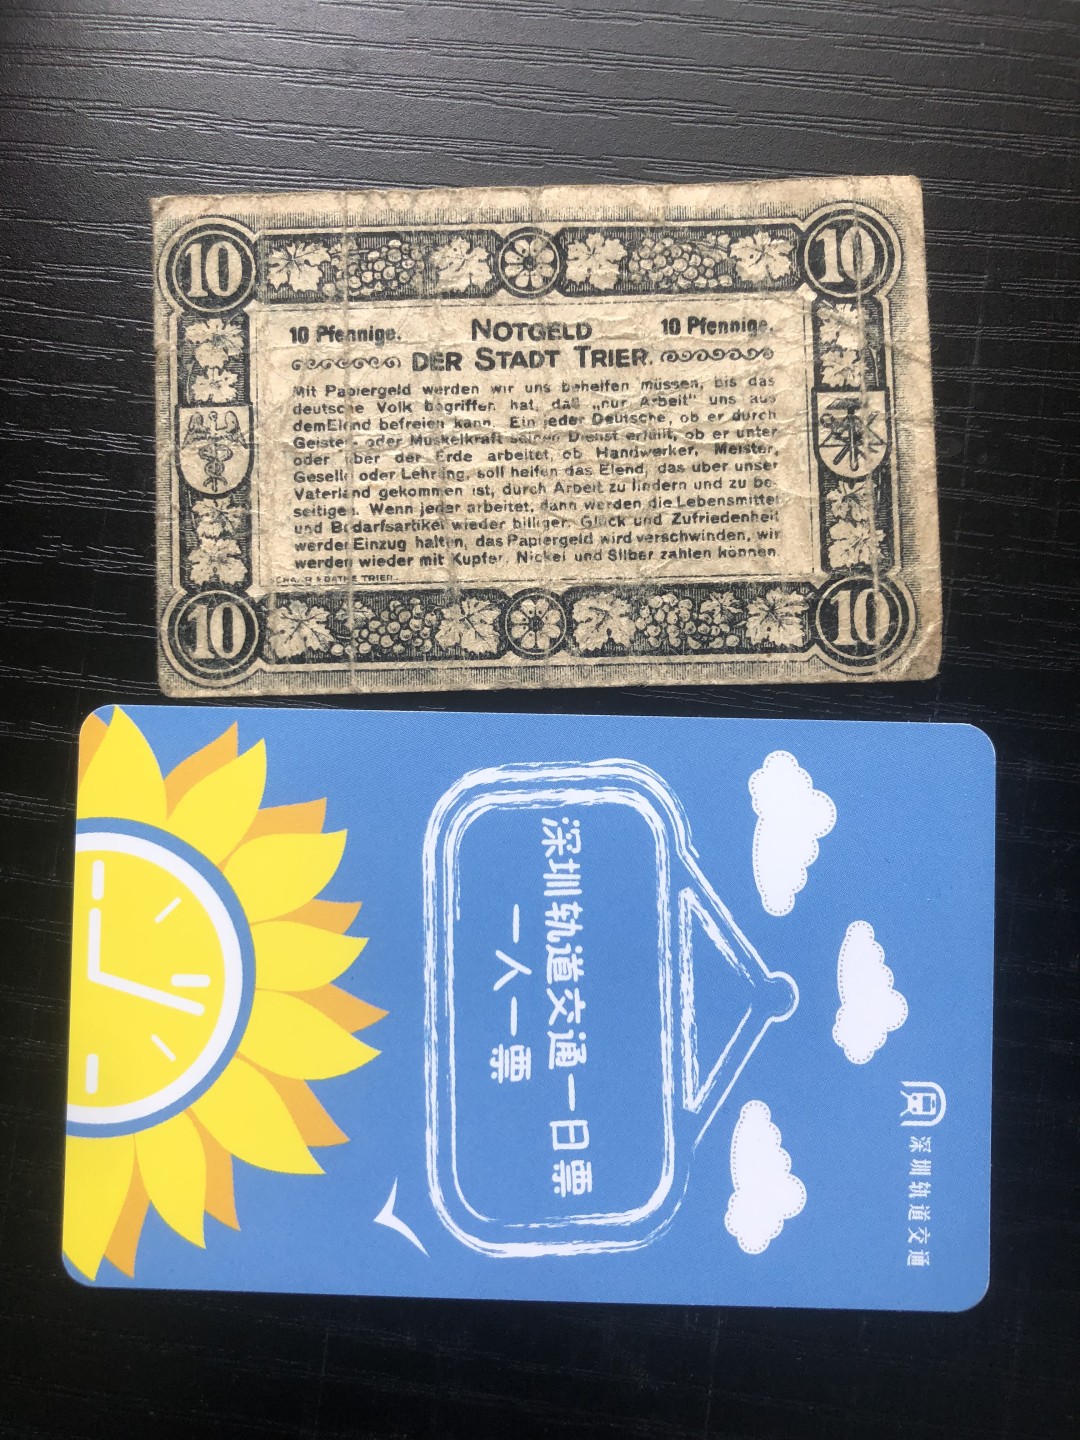 10
10
10 Pfennige.
NOTGELD
10 Pfennige.
DER STADT TRIER.
Mit Papiergeld werden wir uns behelfen müssen, bis das
deutsche Volk begriffen hat, daß „nur Arbeit" uns aus
dem Elend befreien kann. Ein jeder Deutsche, ob er durch
Geistes- oder Muskelkraft seinen Dienst erfüllt, ob er unter
oder über der Erde arbeitet, ob Handwerker, Meister,
Geselle oder Lehrling, soll helfen das Elend, das über unser
Vaterland gekommen ist, durch Arbeit zu lindern und zu be-
seitigen. Wenn jeder arbeitet, dann werden die Lebensmittel
und Bedarfsartikel wieder billiger. Glück und Zufriedenheit
werden Einzug halten, das Papiergeld wird verschwinden, wir
werden wieder mit Kupfer, Nickel und Silber zahlen können.
SCHAAR & DATHE TRIER.
10
10
深圳轨道交通
深圳轨道交通一日票
一人一票